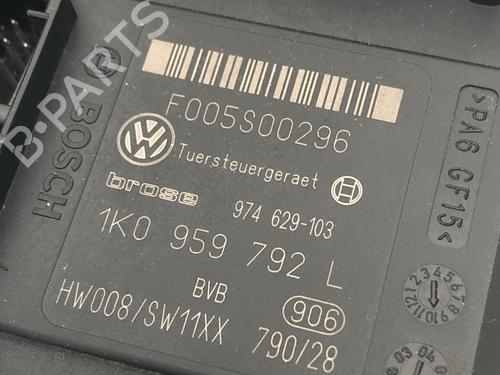 B-PARTS
BOSCH
F005S00296
Tuersteuergeraet
brose 974 629-103
1K0 959 792 L
BVB 906
HW008/SW11XX 790/28
>PA6 GF15<